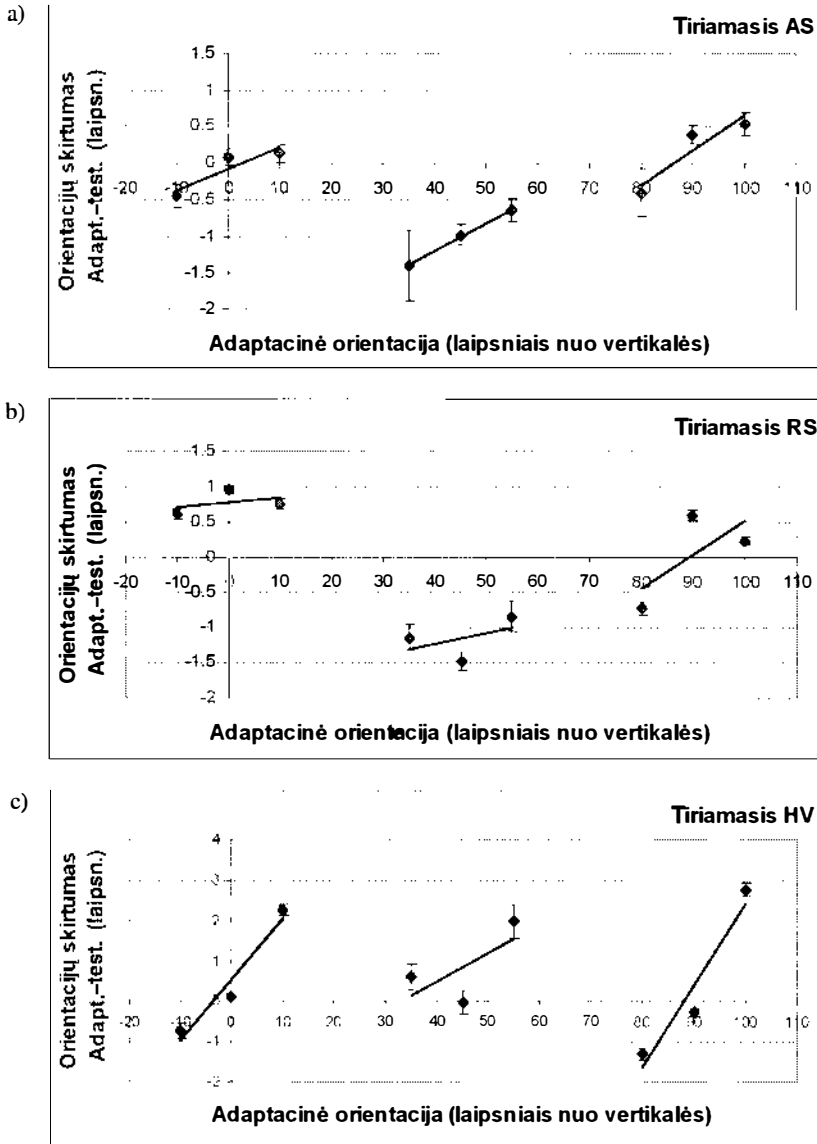 a)
Tiriamasis AS
Orientacijų skirtumas
Adapt.–test. (laipsn.)
1
0.5
0
-0.5
-1
-1.5
-2
-20 -10 0 10 20 30 40 50 60 70 80 90 100 110
Adaptacinė orientacija (laipsniais nuo vertikalės)
b)
Tiriamasis RS
Orientacijų skirtumas
Adapt.–test. (laipsn.)
1.5
1
0.5
0
-0.5
-1
-1.5
-2
-20 -10 0 10 20 30 40 50 60 70 80 90 100 110
Adaptacinė orientacija (laipsniais nuo vertikalės)
c)
Tiriamasis HV
Orientacijų skirtumas
Adapt.–test. (laipsn.)
4
3
2
1
0
-1
-2
-20 -10 0 10 20 30 40 50 60 70 80 90 100 110
Adaptacinė orientacija (laipsniais nuo vertikalės)